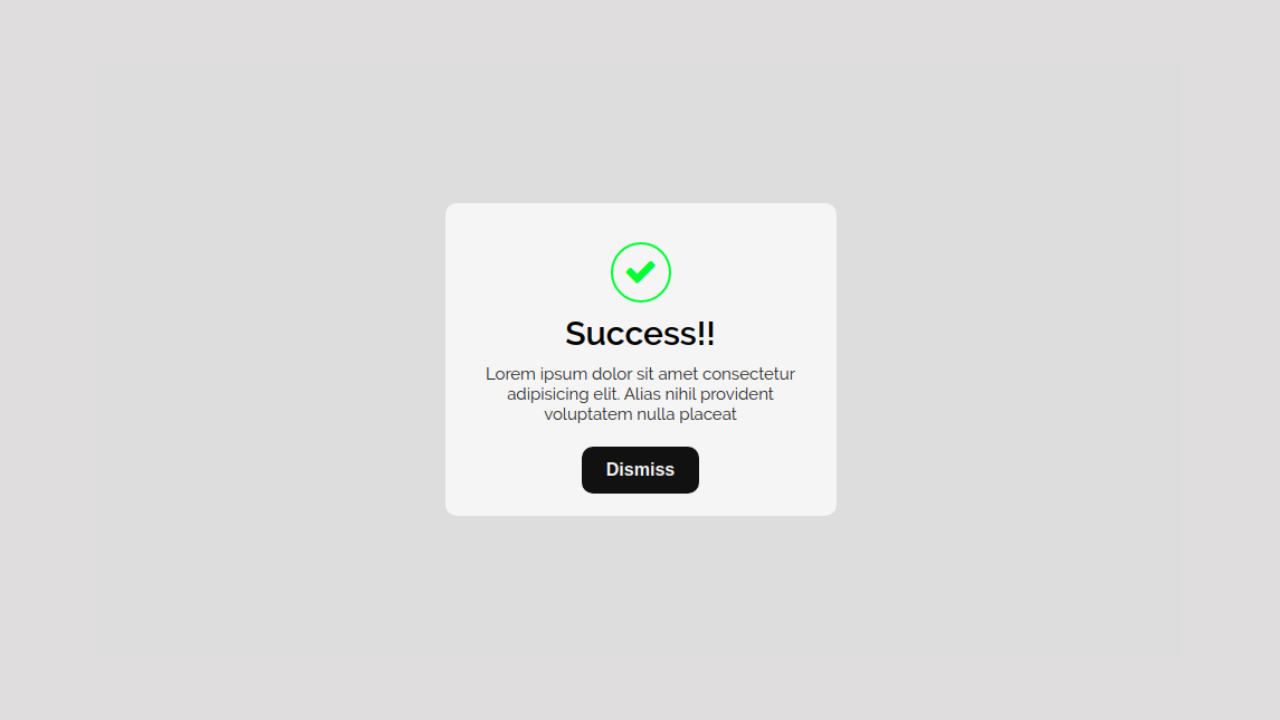 Success!!
Lorem ipsum dolor sit amet consectetur
adipisicing elit. Alias nihil provident
voluptatem nulla placeat
Dismiss